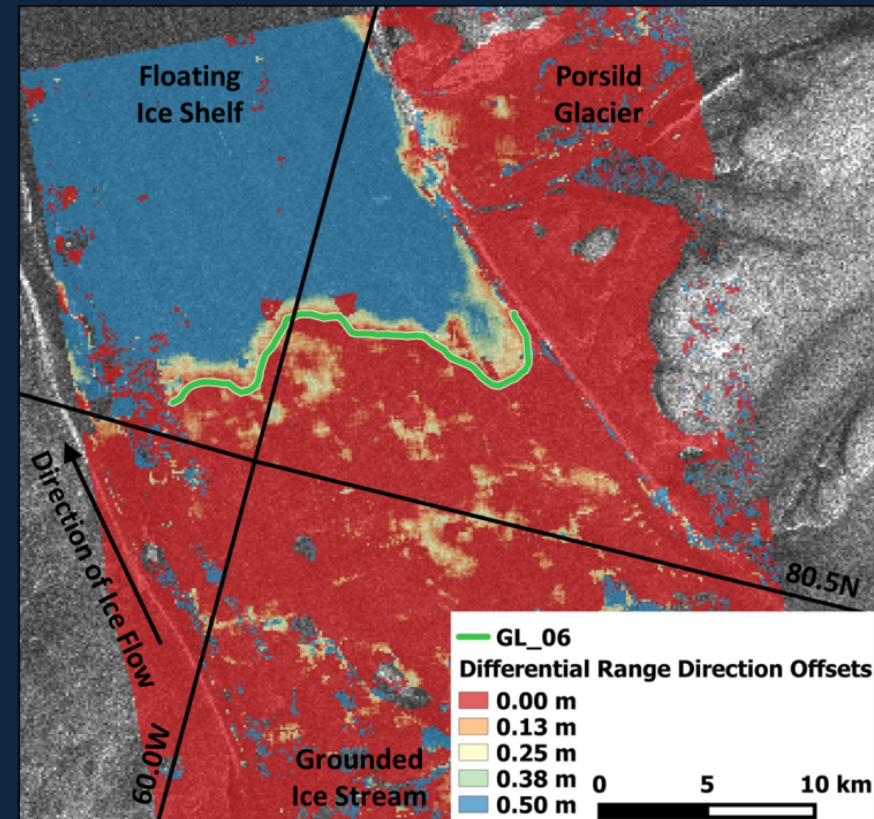 Floating
Ice Shelf
Porsild
Glacier
Direction of Ice Flow
80.5N
60.0W
Grounded
Ice Stream
GL_06
Differential Range Direction Offsets
0.00 m
0.13 m
0.25 m
0.38 m
0.50 m
0 5 10 km